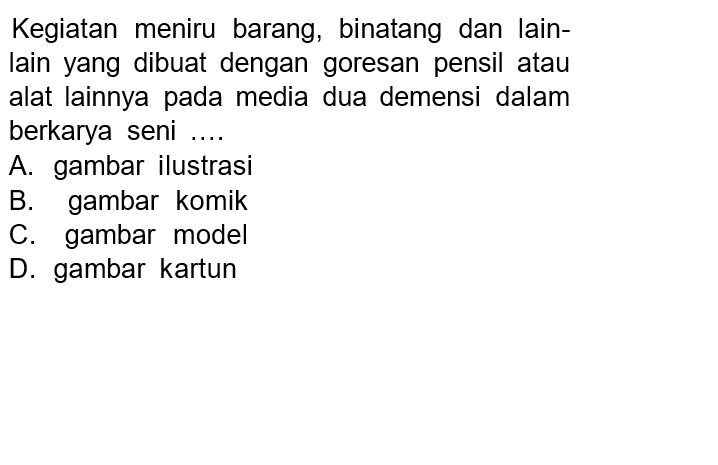 Kegiatan meniru barang, binatang dan lain-
lain yang dibuat dengan goresan pensil atau
alat lainnya pada media dua demensi dalam
berkarya seni ....
A. gambar ilustrasi
B. gambar komik
C. gambar model
D. gambar kartun